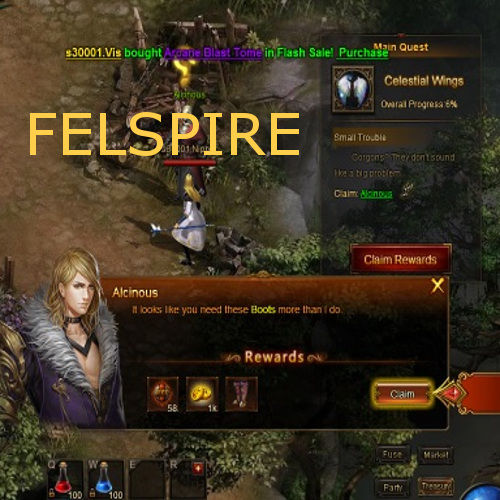 s30001.Vis bought Arcane Blast Tome in Flash Sale! Purchase
Main Quest
Alcinous
Celestial Wings
Overall Progress:6%
FELSPIRE
Small Trouble
Gorgons? They don't sound
like a big problem
Claim: Alcinous
Claim Rewards
Alcinous
It looks like you need these Boots more than I do.
Rewards
58
1k
Claim
Q W E R
100 100
Fuse Market
Party Treasury